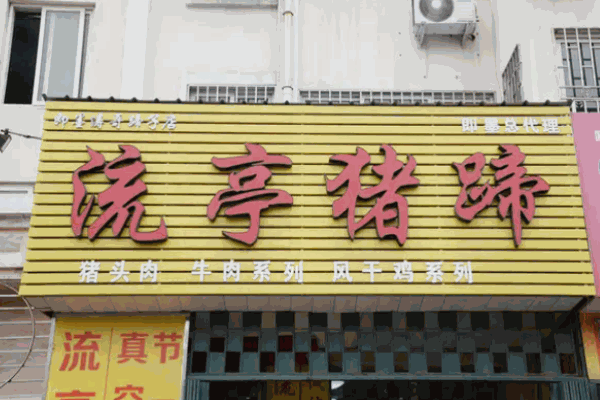 即墨总代理
流亭猪蹄
猪头肉 牛肉系列 风干鸡系列
流
真节
空